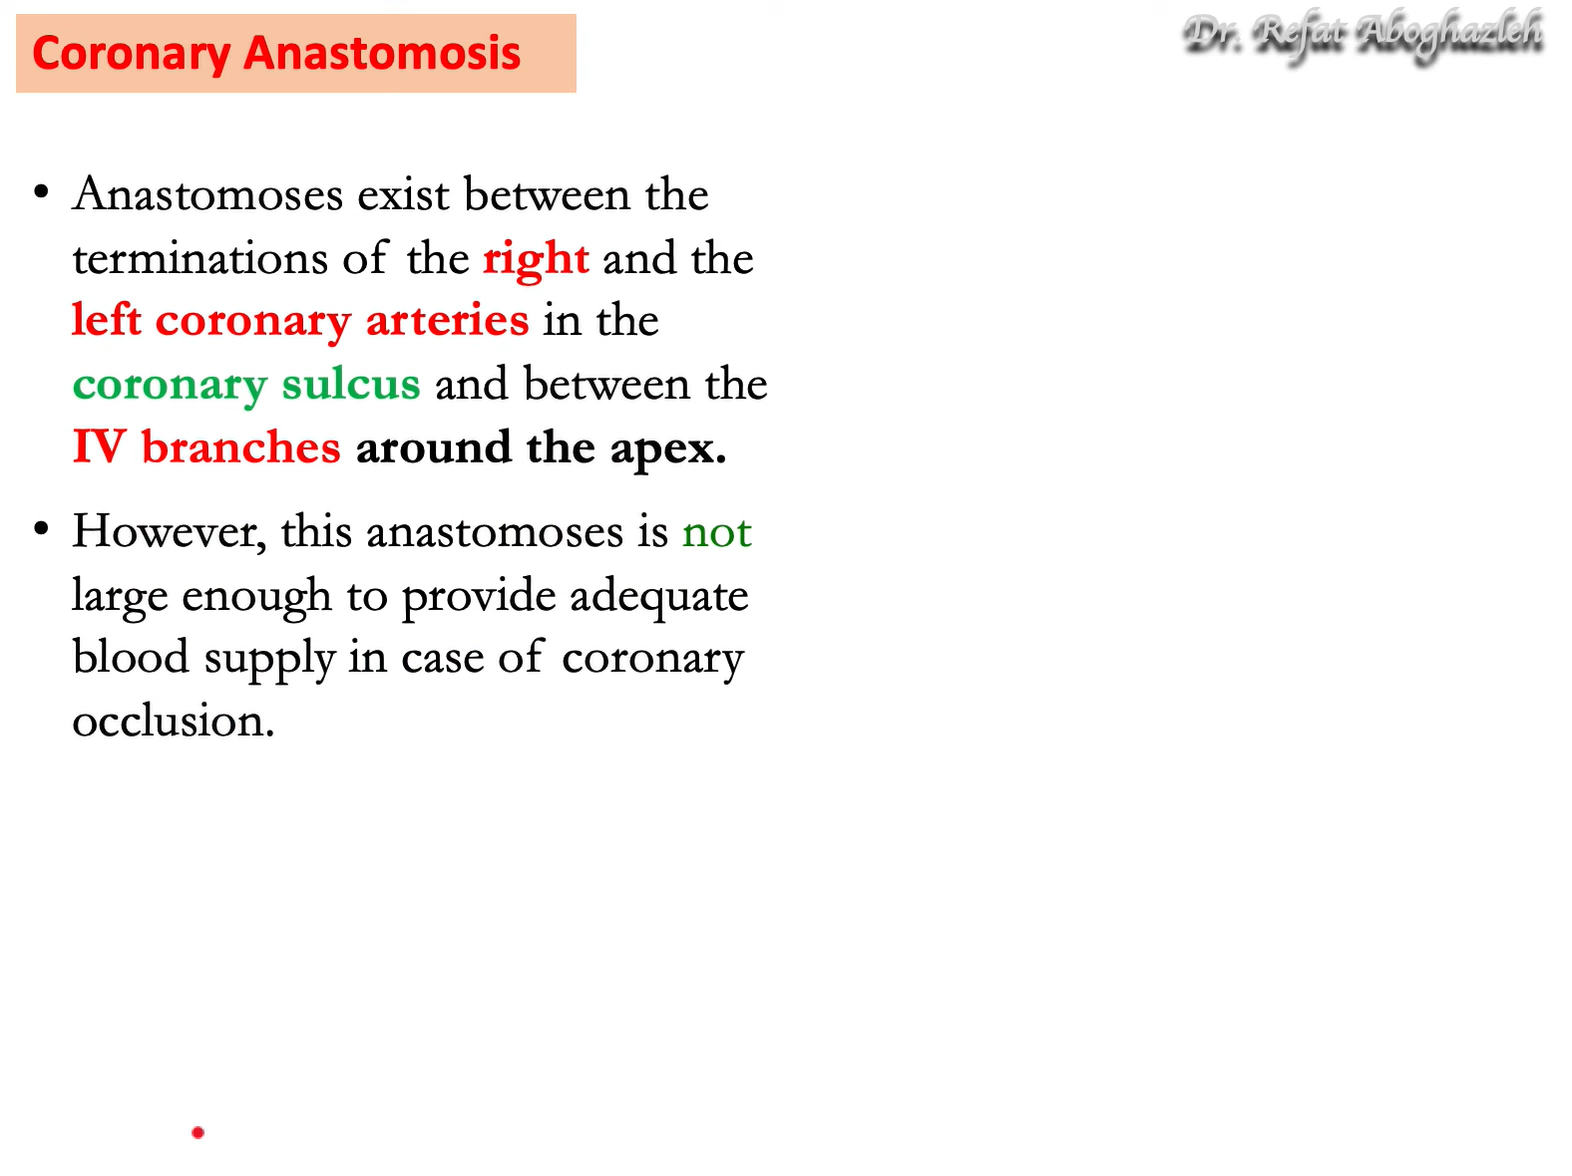 Coronary Anastomosis
Dr. Refat Aboghazleh
• Anastomoses exist between the
terminations of the right and the
left coronary arteries in the
coronary sulcus and between the
IV branches around the apex.
• However, this anastomoses is not
large enough to provide adequate
blood supply in case of coronary
occlusion.